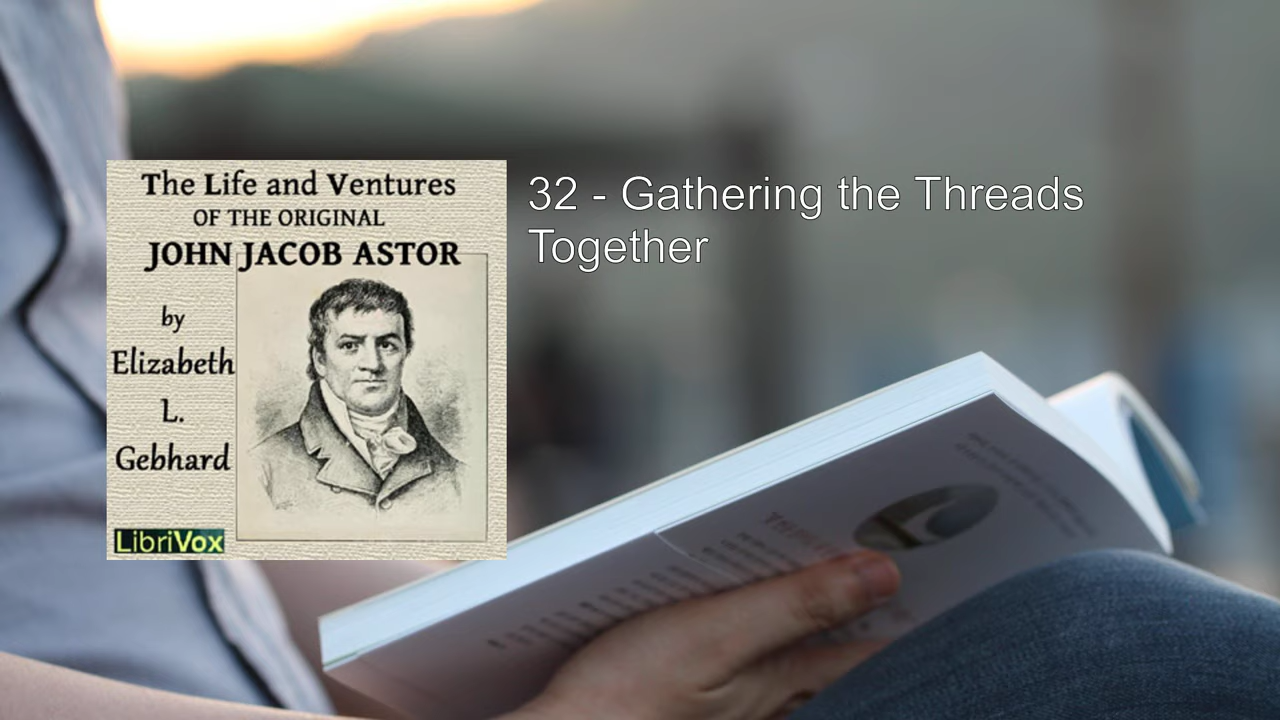 The Life and Ventures
OF THE ORIGINAL
JOHN JACOB ASTOR
by
Elizabeth
L.
Gebhard
LibriVox
32 - Gathering the Threads
Together